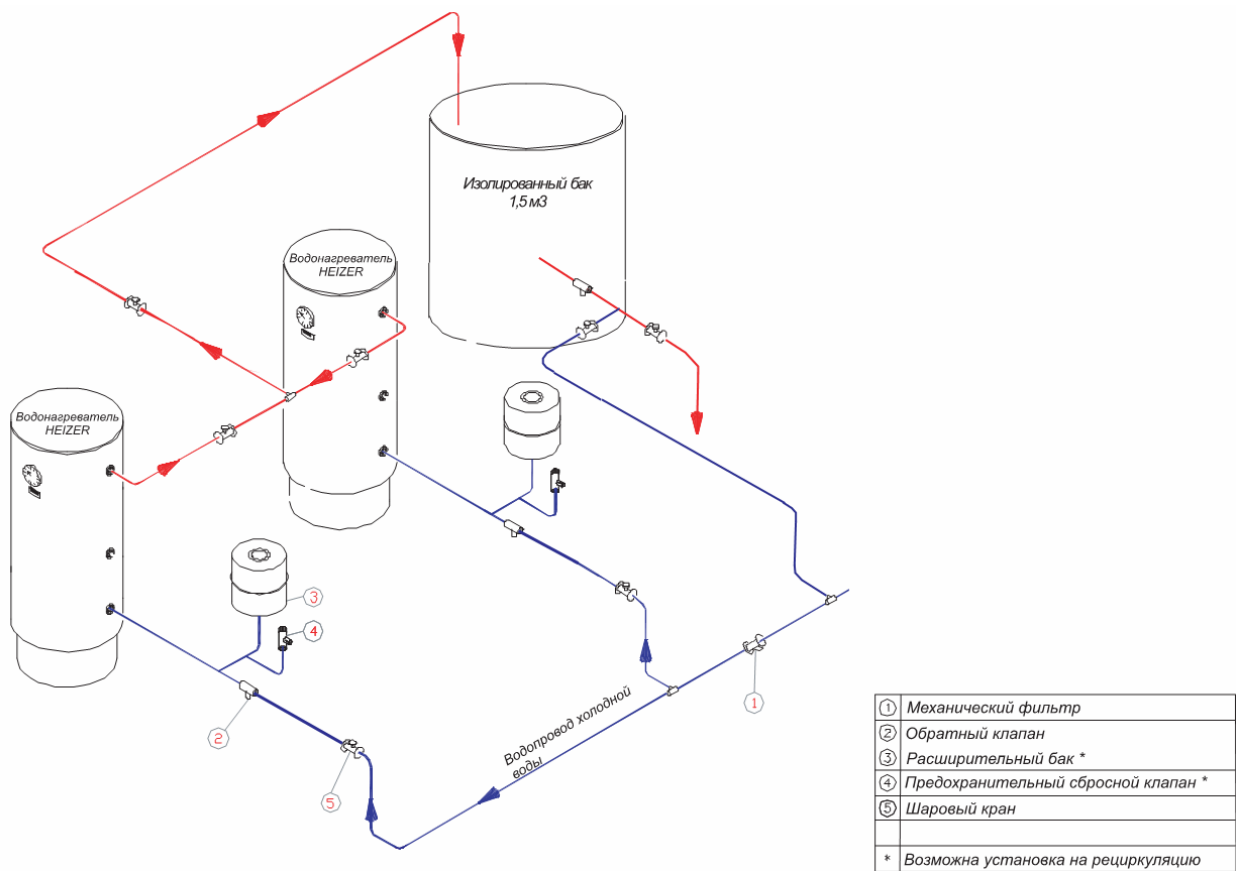 Изолированный бак
1,5 м3
Водонагреватель
HEIZER
Водонагреватель
HEIZER
3
4
1
2
5
Водопровод холодной
воды
1 Механический фильтр
2 Обратный клапан
3 Расширительный бак *
4 Предохранительный сбросной клапан *
5 Шаровый кран
* Возможна установка на рециркуляцию